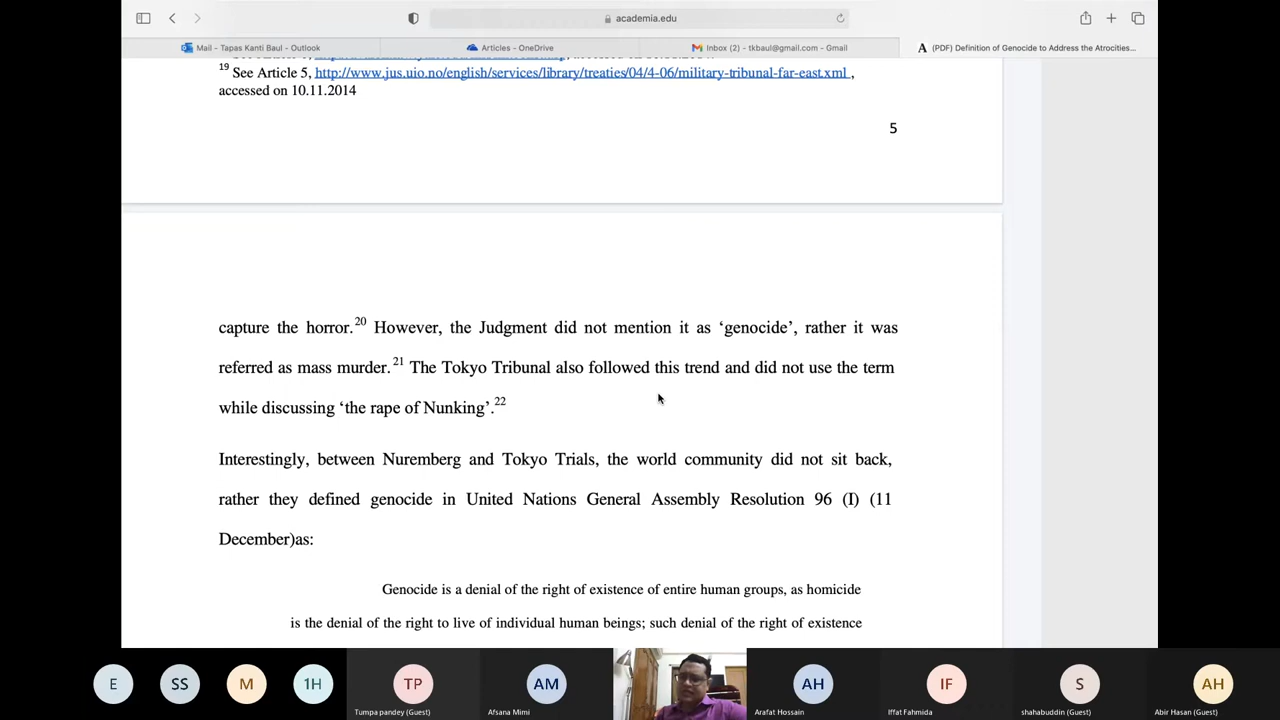 academia.edu
Mail - Tapas Kanti Baul - Outlook
Articles - OneDrive
Inbox (2) - tkbaul@gmail.com - Gmail
(PDF) Definition of Genocide to Address the Atrocities...
19 See Article 5, http://www.jus.uio.no/english/services/library/treaties/04/4-06/military-tribunal-far-east.xml ,
accessed on 10.11.2014
5
capture the horror.20 However, the Judgment did not mention it as ‘genocide’, rather it was
referred as mass murder.21 The Tokyo Tribunal also followed this trend and did not use the term
while discussing ‘the rape of Nunking’.22
Interestingly, between Nuremberg and Tokyo Trials, the world community did not sit back,
rather they defined genocide in United Nations General Assembly Resolution 96 (I) (11
December)as:
Genocide is a denial of the right of existence of entire human groups, as homicide
is the denial of the right to live of individual human beings; such denial of the right of existence
E
SS
M
1H
TP
AM
AH
IF
S
AH
Tumpa pandey (Guest)
Afsana Mimi
Arafat Hossain
Iffat Fahmida
shahabuddin (Guest)
Abir Hasan (Guest)